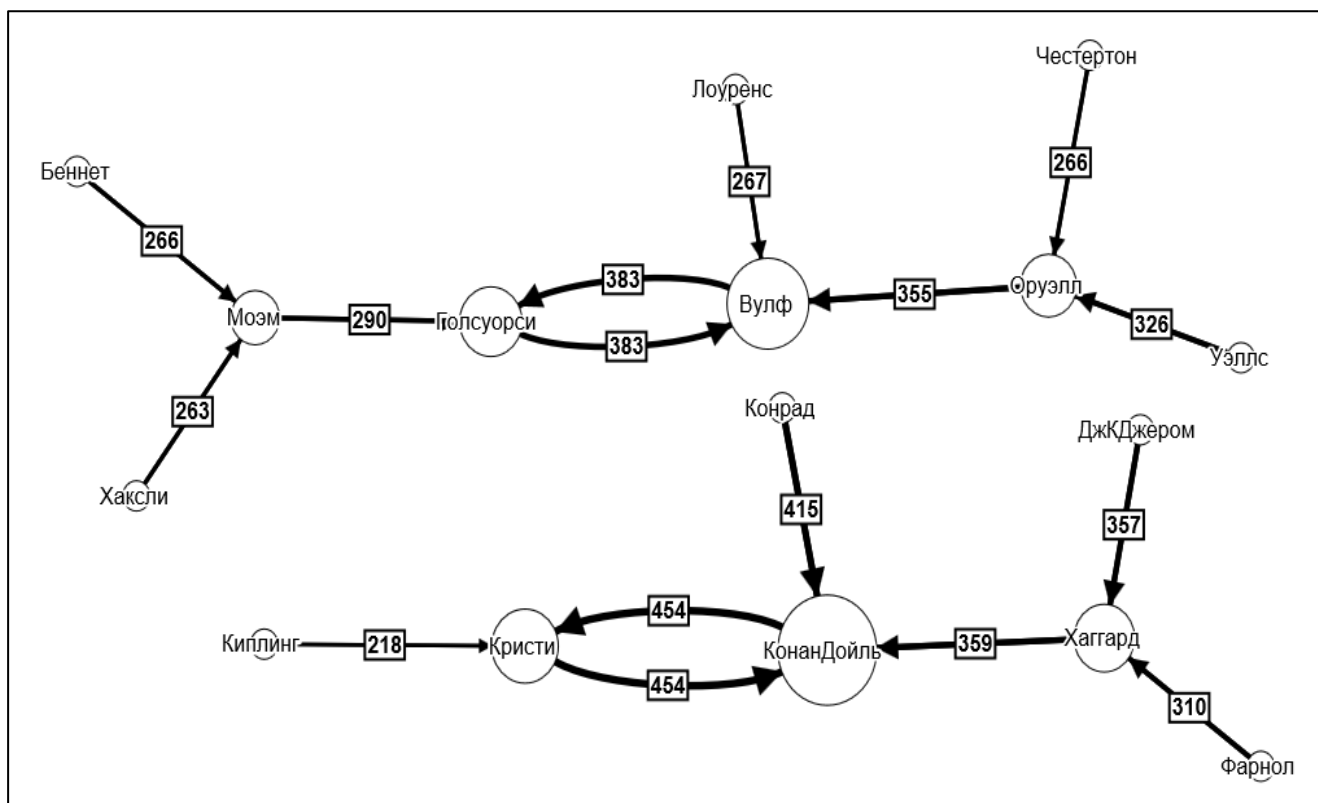 Честертон
Лоуренс
267
266
Беннет
266
383
Вулф
355
Оруэлл
Моэм
290
Голсуорси
383
326
Уэллс
263
Хаксли
Конрад
ДжКДжером
415
357
454
Киплинг
218
Кристи
КонанДойль
359
Хаггард
454
310
Фарнол